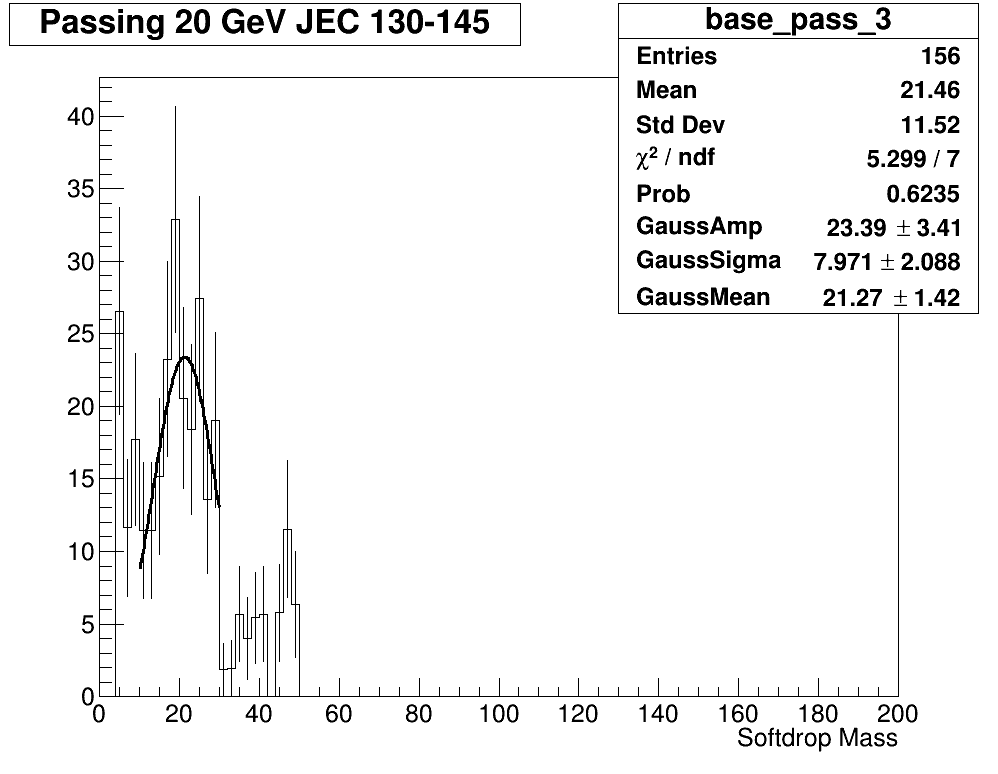 Passing 20 GeV JEC 130-145
base_pass_3
Entries 156
Mean 21.46
Std Dev 11.52
χ² / ndf 5.299 / 7
Prob 0.6235
GaussAmp 23.39 ± 3.41
GaussSigma 7.971 ± 2.088
GaussMean 21.27 ± 1.42
40
35
30
25
20
15
10
5
0
0 20 40 60 80 100 120 140 160 180 200
Softdrop Mass